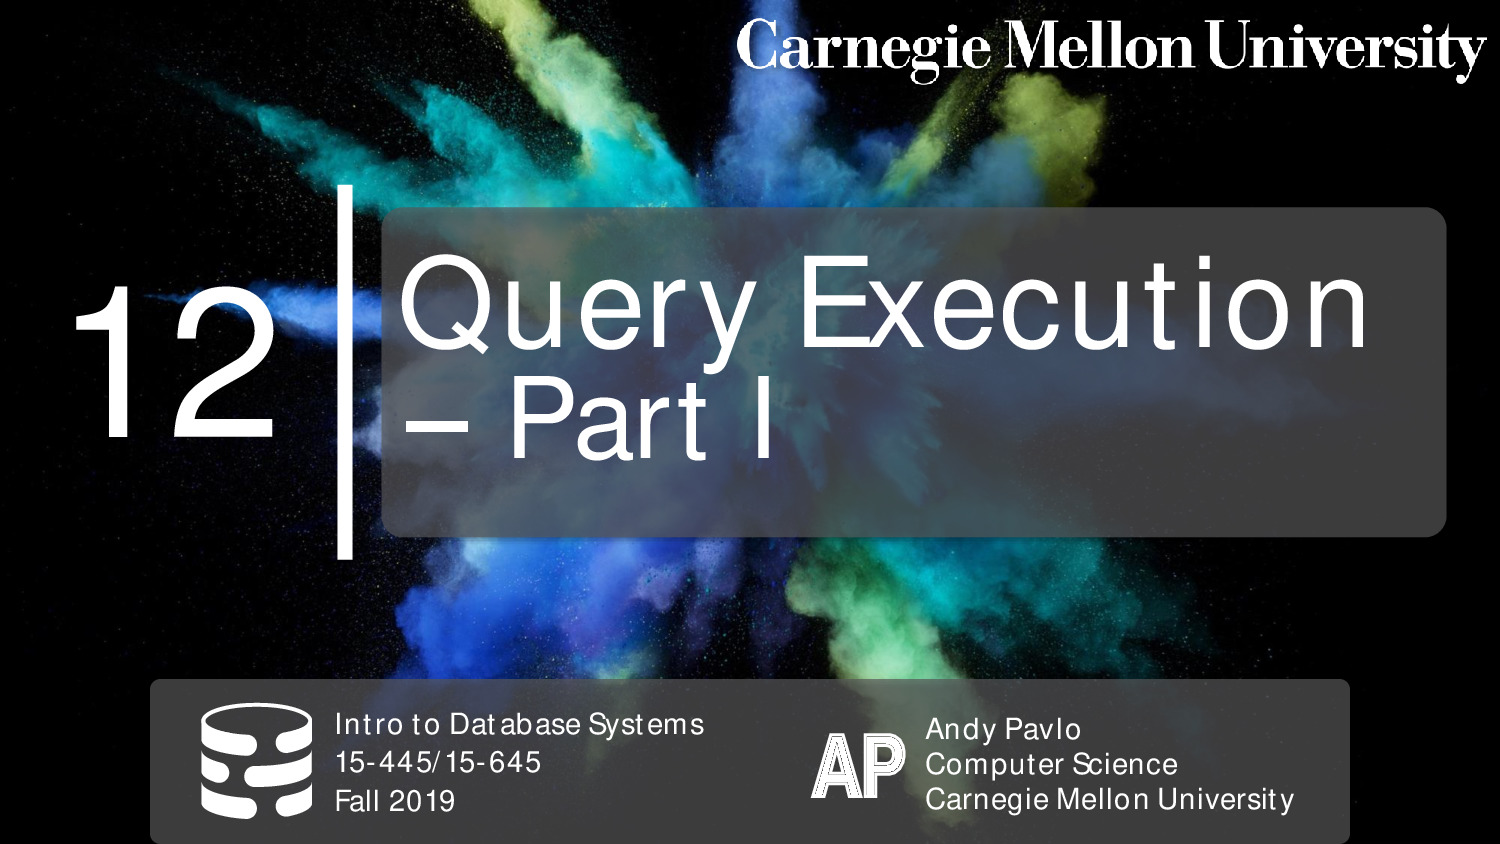 Carnegie Mellon University
12
Query Execution
– Part I
Intro to Database Systems
15-445/15-645
Fall 2019
AP
Andy Pavlo
Computer Science
Carnegie Mellon University